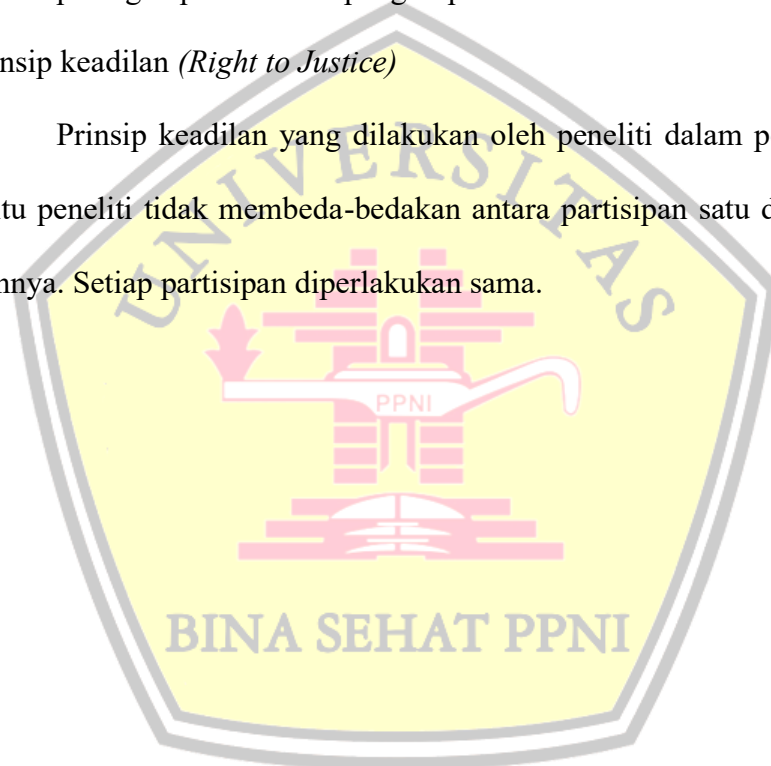 nsip keadilan (Right to Justice)
Prinsip keadilan yang dilakukan oleh peneliti dalam p
tu peneliti tidak membeda-bedakan antara partisipan satu d
nnya. Setiap partisipan diperlakukan sama.
UNIVERSITAS
PPNI
BINA SEHAT PPNI